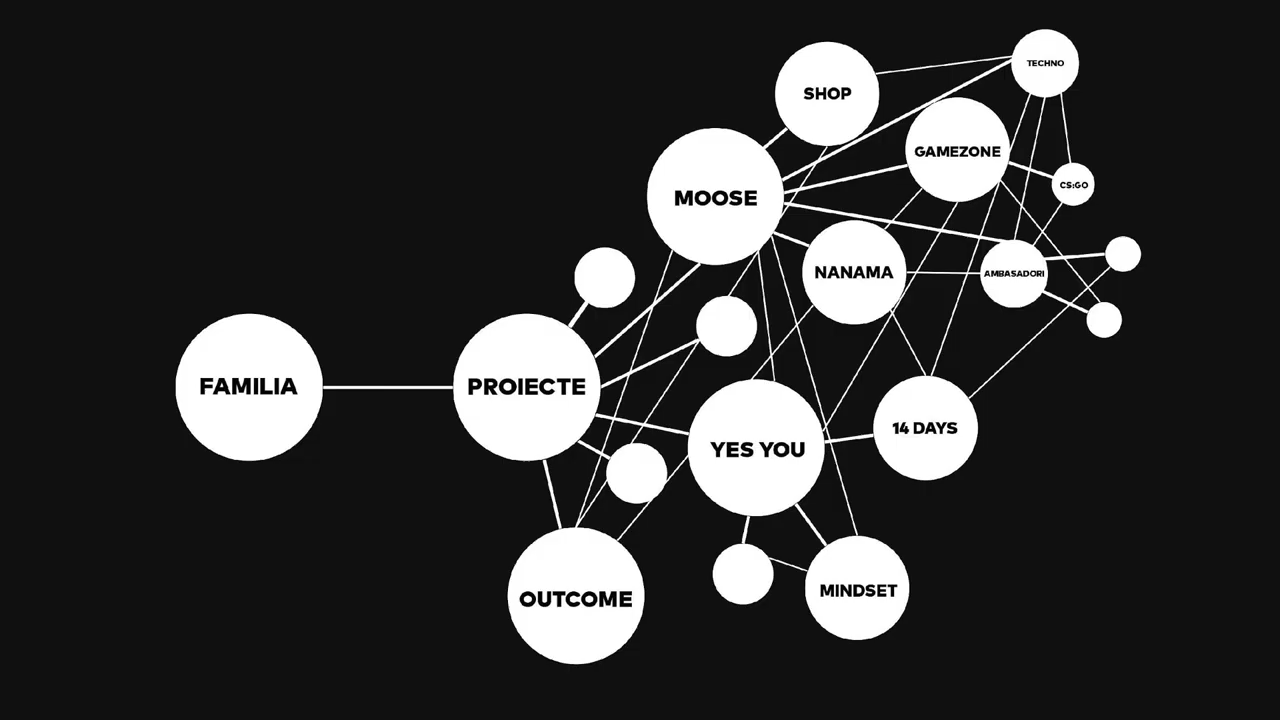 TECHNO
SHOP
GAMEZONE
CS:GO
MOOSE
NANAMA
AMBASADORI
FAMILIA
PROIECTE
14 DAYS
YES YOU
MINDSET
OUTCOME